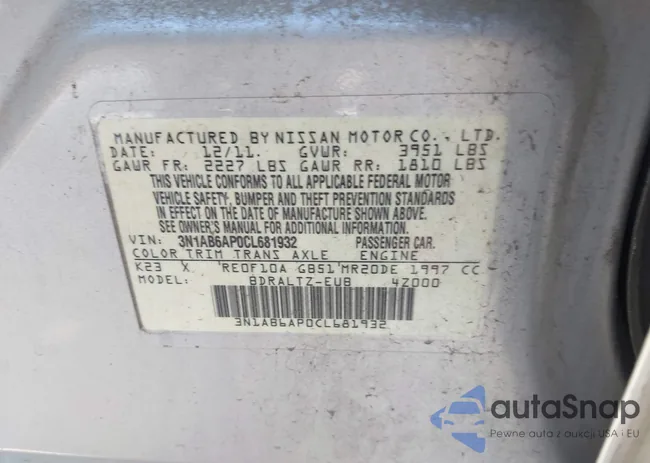 MANUFACTURED BY NISSAN MOTOR CO., LTD.
DATE: 12/11. GVWR: 3951 LBS
GAWR FR: 2227 LBS GAWR RR: 1810 LBS
THIS VEHICLE CONFORMS TO ALL APPLICABLE FEDERAL MOTOR
VEHICLE SAFETY, BUMPER AND THEFT PREVENTION STANDARDS
IN EFFECT ON THE DATE OF MANUFACTURE SHOWN ABOVE.
SEE OWNER'S MANUAL FOR MORE INFORMATION.
VIN: 3N1AB6AP0CL681932 PASSENGER CAR.
COLOR TRIM TRANS AXLE ENGINE
K23 X RE0F10A GB51 MR20DE 1997 CC
MODEL: BDRALTZ-EUB 4Z000
3N1AB6AP0CL681932
autoSnap
Pewne auta z aukcji USA i EU